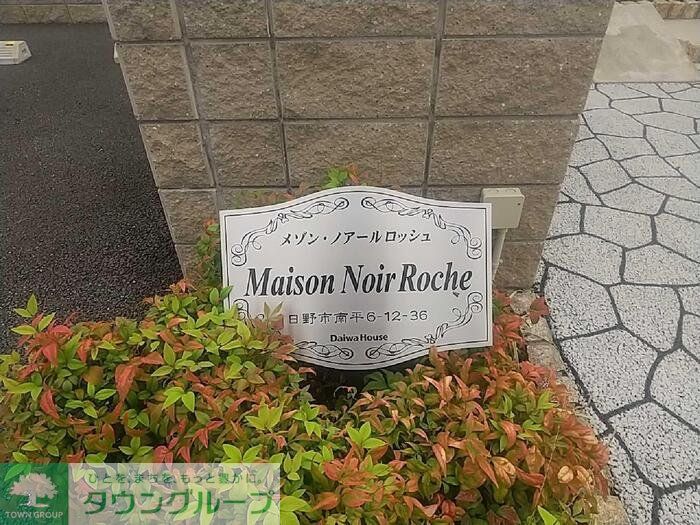 メゾン・ノアールロッシュ
Maison Noir Roche
日野市南平6-12-36
Daiwa House
ひとを、まちを、もっと豊かに。
タウングループ
TOWN GROUP